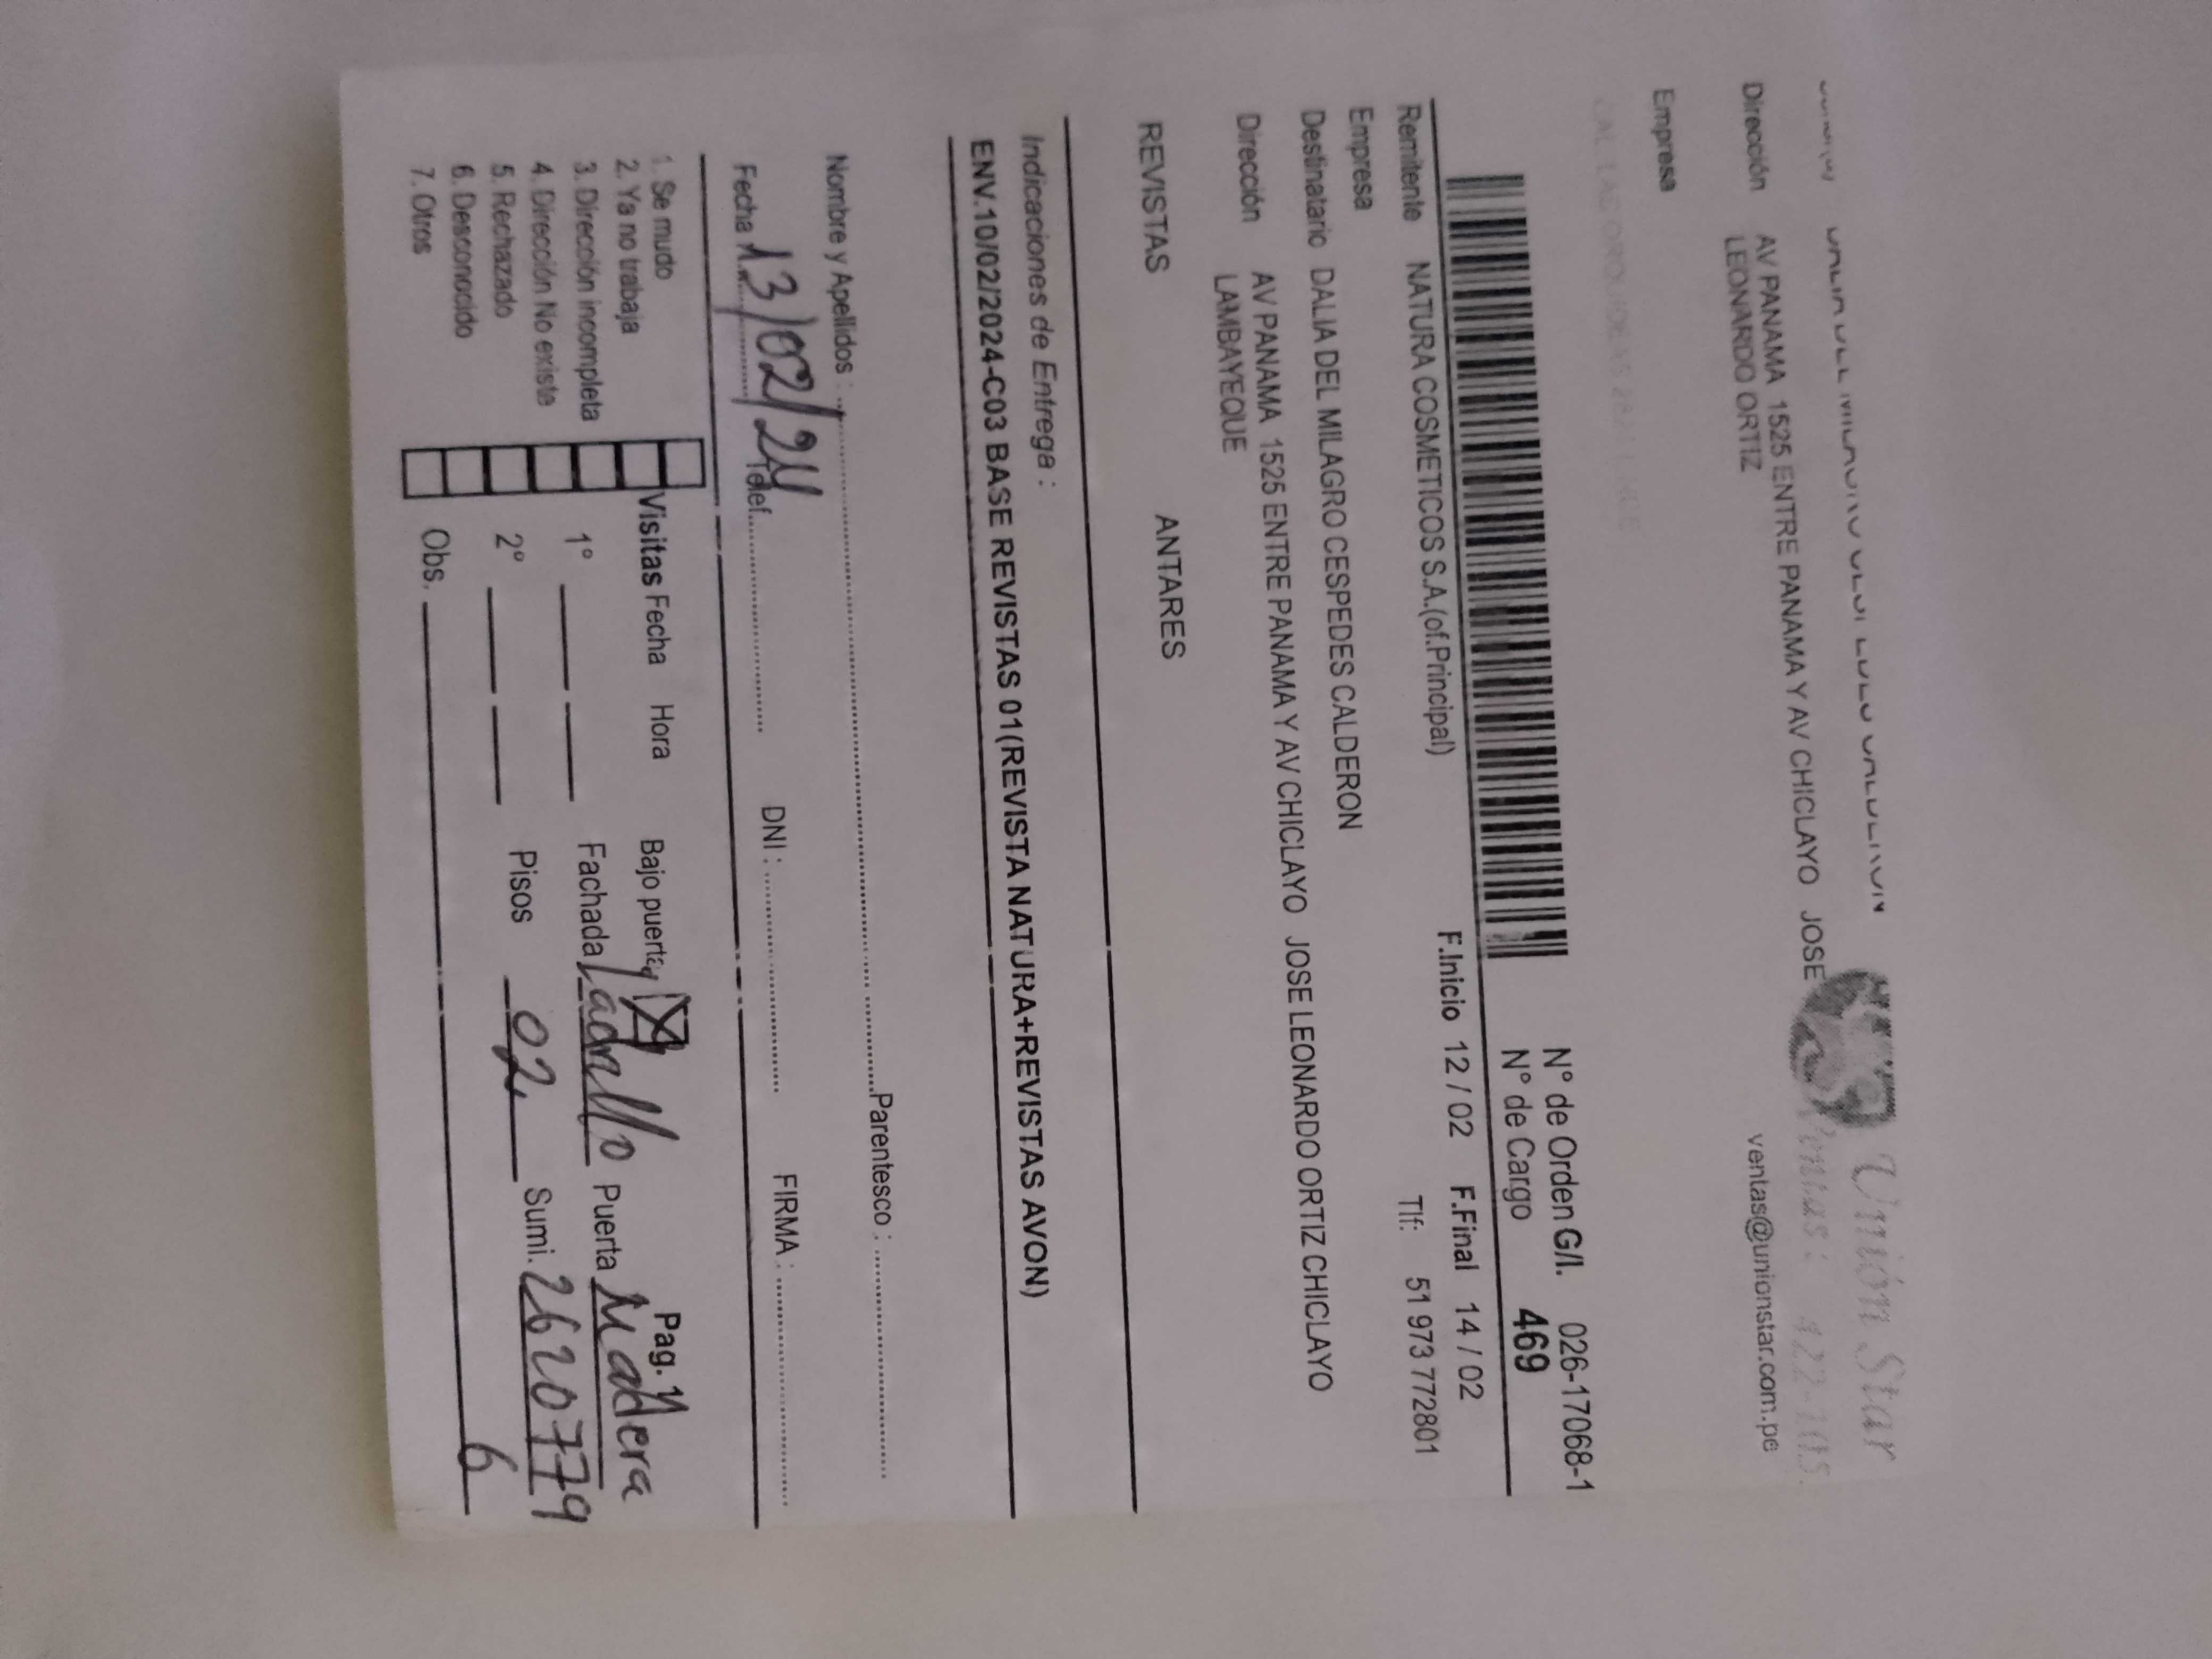 Unión Star
ventas@unionstar.com.pe
Dirección AV PANAMA 1525 ENTRE PANAMA Y AV CHICLAYO JOSE
LEONARDO ORTIZ
Empresa
N° de Orden G/I. 026-17068-1
N° de Cargo 469
Remitente NATURA COSMETICOS S.A.(of.Principal) F.Inicio 12 / 02 F.Final 14 / 02
Empresa Tlf: 51 973 772801
Destinatario DALIA DEL MILAGRO CESPEDES CALDERON
Dirección AV PANAMA 1525 ENTRE PANAMA Y AV CHICLAYO JOSE LEONARDO ORTIZ CHICLAYO
LAMBAYEQUE
REVISTAS ANTARES
Indicaciones de Entrega :
ENV.10/02/2024-C03 BASE REVISTAS 01(REVISTA NATURA+REVISTAS AVON)
Nombre y Apellidos : Parentesco :
Fecha 13/02/24 Telef. DNI : FIRMA :
1. Se mudo Visitas Fecha Hora Bajo puerta X Pag. 1
2. Ya no trabaja
3. Dirección incompleta 1° Fachada Ladrillo Puerta Madera
4. Dirección No existe
5. Rechazado 2° Pisos 02 Sumi. 26207779
6. Desconocido
7. Otros Obs. 6